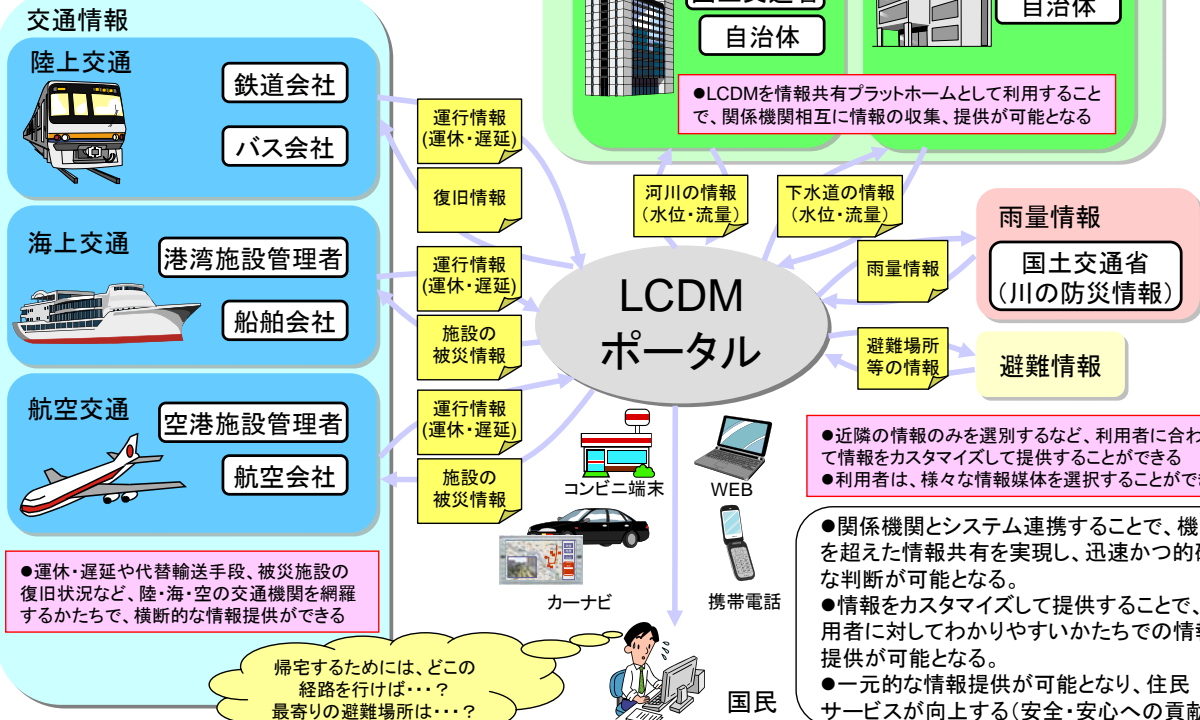 交通情報
陸上交通
鉄道会社
バス会社
海上交通
港湾施設管理者
船舶会社
航空交通
空港施設管理者
航空会社
●運休・遅延や代替輸送手段、被災施設の
復旧状況など、陸・海・空の交通機関を網羅
するかたちで、横断的な情報提供ができる
運行情報
(運休・遅延)
復旧情報
運行情報
(運休・遅延)
施設の
被災情報
運行情報
(運休・遅延)
施設の
被災情報
自治体
自治体
●LCDMを情報共有プラットホームとして利用すること
で、関係機関相互に情報の収集、提供が可能となる
河川の情報
(水位・流量)
下水道の情報
(水位・流量)
LCDM
ポータル
雨量情報
避難場所
等の情報
雨量情報
国土交通省
(川の防災情報)
避難情報
コンビニ端末
WEB
カーナビ
携帯電話
●近隣の情報のみを選別するなど、利用者に合わ
て情報をカスタマイズして提供することができる
●利用者は、様々な情報媒体を選択することがで
●関係機関とシステム連携することで、機
を超えた情報共有を実現し、迅速かつ的
な判断が可能となる。
●情報をカスタマイズして提供することで、
用者に対してわかりやすいかたちでの情
提供が可能となる。
●一元的な情報提供が可能となり、住民
サービスが向上する(安全・安心への貢献
帰宅するためには、どこの
経路を行けば・・・?
最寄りの避難場所は・・・?
国民